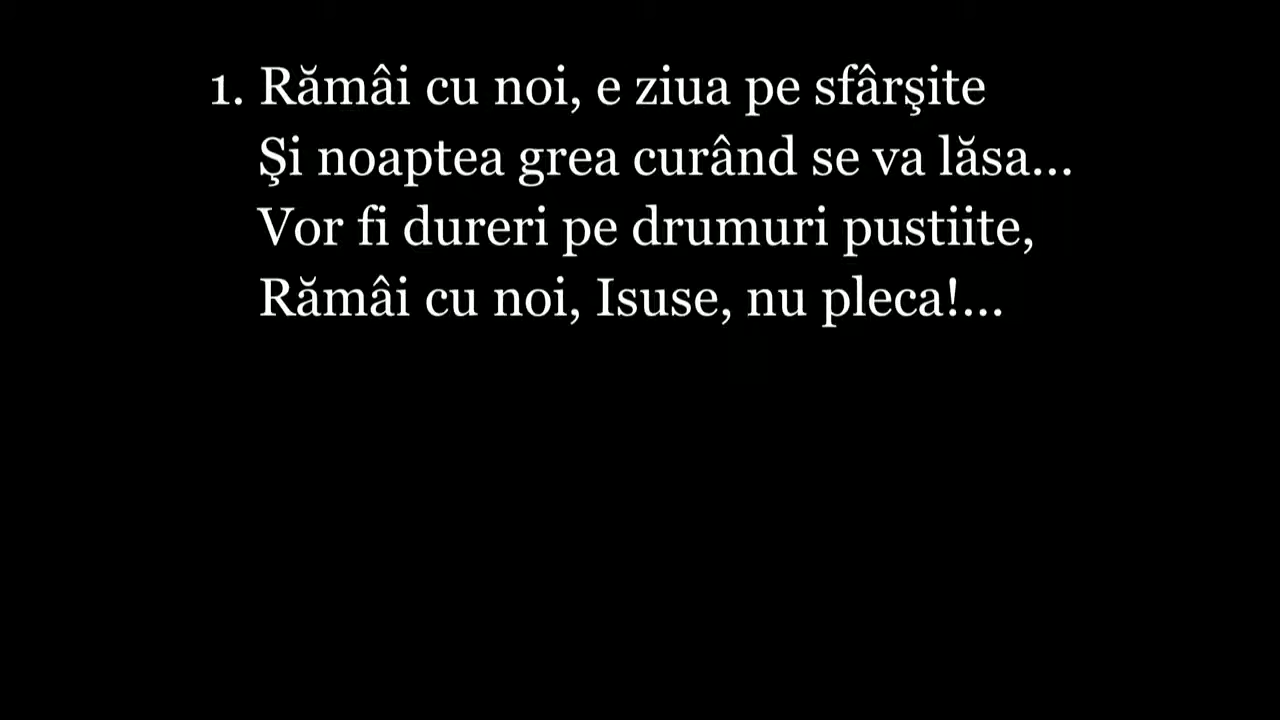 1. Rămâi cu noi, e ziua pe sfârşite
Şi noaptea grea curând se va lăsa...
Vor fi dureri pe drumuri pustiite,
Rămâi cu noi, Isuse, nu pleca!...